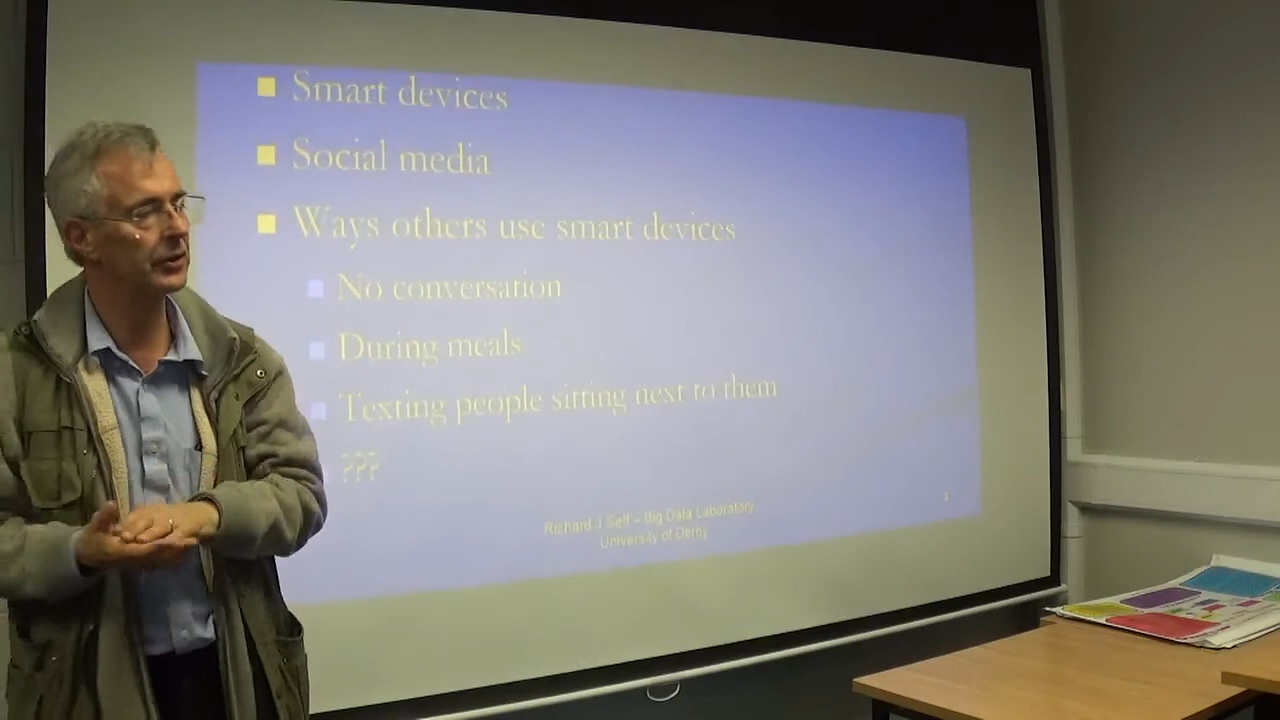 Smart devices
Social media
Ways others use smart devices
No conversation
During meals
Texting people sitting next to them
???
Richard J Self – Big Data Laboratory
University of Derby
4